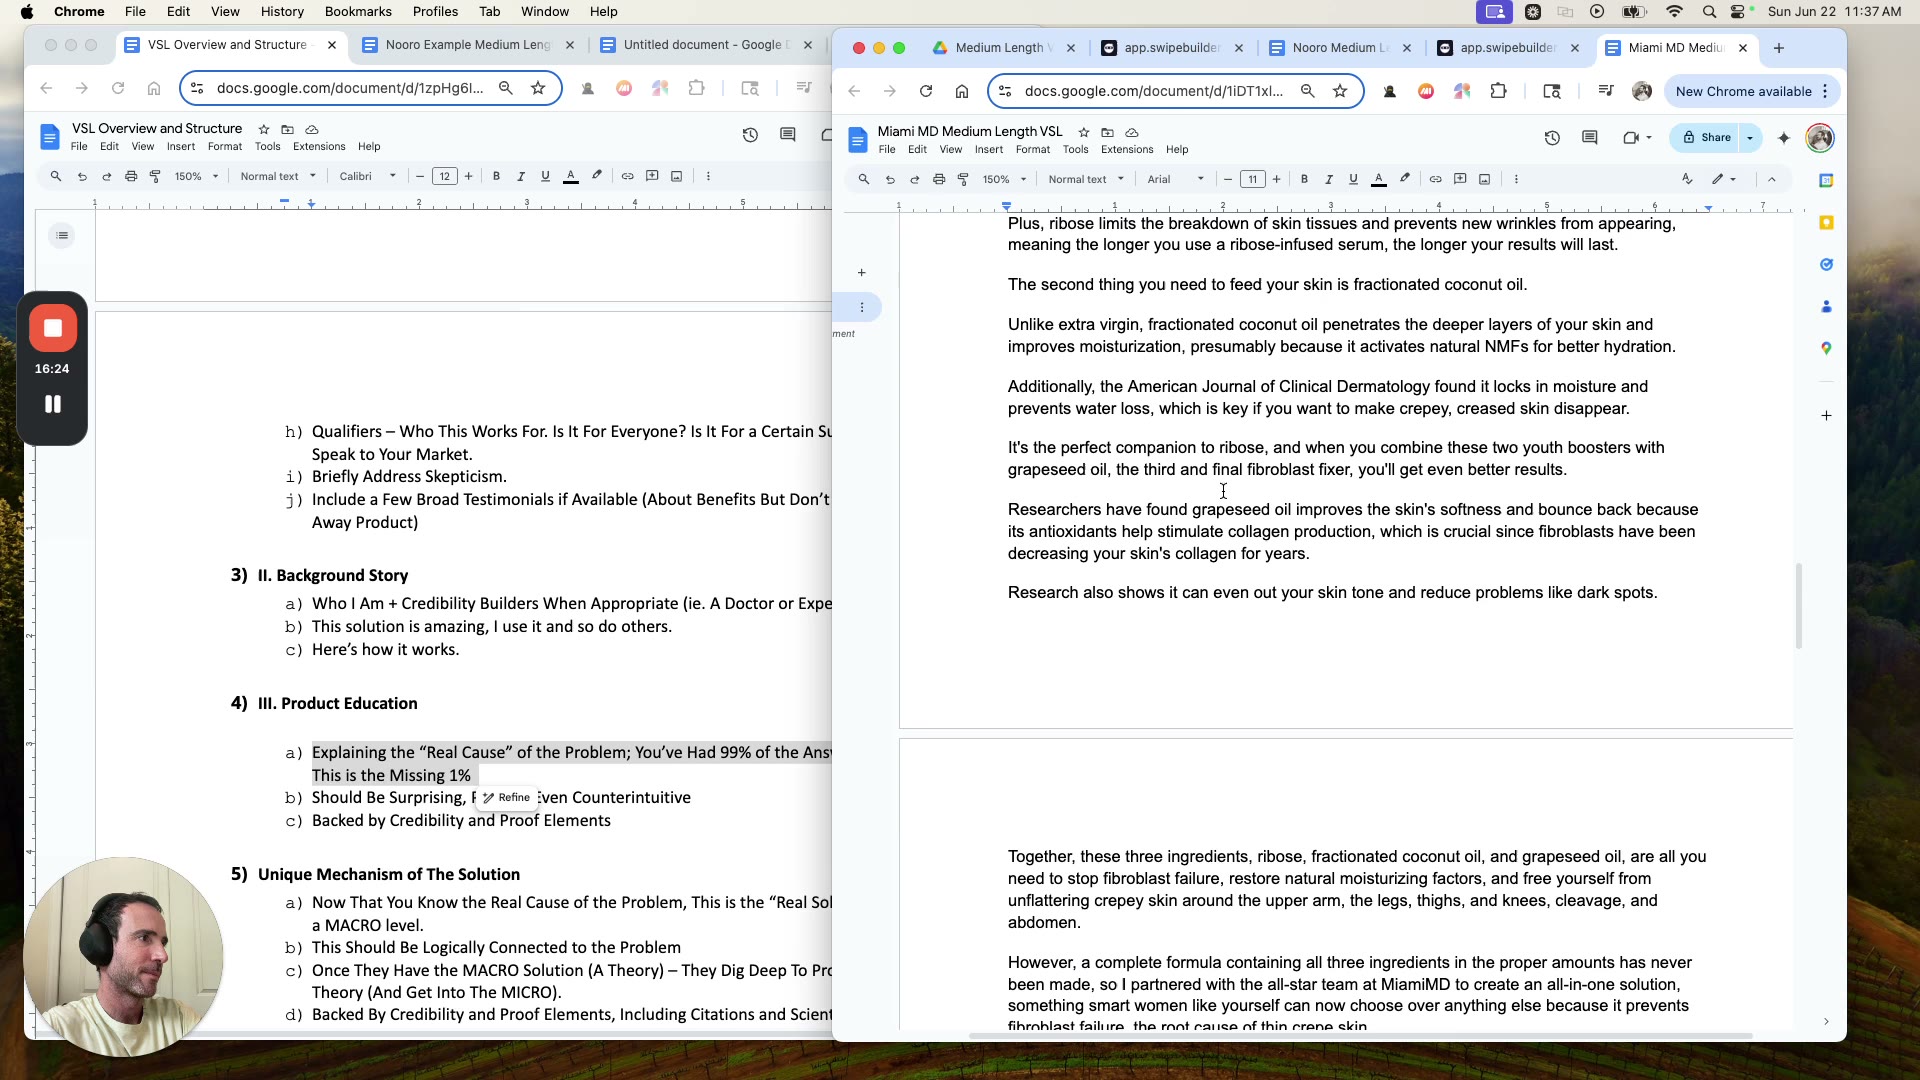 Chrome File Edit View History Bookmarks Profiles Tab Window Help
Sun Jun 22 11:37 AM
VSL Overview and Structure
Nooro Example Medium Leng
Untitled document - Google D
docs.google.com/document/d/1zpHg6l...
VSL Overview and Structure
File Edit View Insert Format Tools Extensions Help
150% Normal text Calibri 12
16:24
h) Qualifiers – Who This Works For. Is It For Everyone? Is It For a Certain Su
Speak to Your Market.
i) Briefly Address Skepticism.
j) Include a Few Broad Testimonials if Available (About Benefits But Don't
Away Product)
3) II. Background Story
a) Who I Am + Credibility Builders When Appropriate (ie. A Doctor or Expe
b) This solution is amazing, I use it and so do others.
c) Here's how it works.
4) III. Product Education
a) Explaining the “Real Cause” of the Problem; You've Had 99% of the Ans
This is the Missing 1%
b) Should Be Surprising, Even Counterintuitive
Refine
c) Backed by Credibility and Proof Elements
5) Unique Mechanism of The Solution
a) Now That You Know the Real Cause of the Problem, This is the “Real Sol
a MACRO level.
b) This Should Be Logically Connected to the Problem
c) Once They Have the MACRO Solution (A Theory) – They Dig Deep To Pro
Theory (And Get Into The MICRO).
d) Backed By Credibility and Proof Elements, Including Citations and Scient
Medium Length V
app.swipebuilder
Nooro Medium L
app.swipebuilder
Miami MD Mediu
docs.google.com/document/d/1iDT1xl...
New Chrome available
Miami MD Medium Length VSL
File Edit View Insert Format Tools Extensions Help
Share
150% Normal text Arial 11
ment
Plus, ribose limits the breakdown of skin tissues and prevents new wrinkles from appearing,
meaning the longer you use a ribose-infused serum, the longer your results will last.
The second thing you need to feed your skin is fractionated coconut oil.
Unlike extra virgin, fractionated coconut oil penetrates the deeper layers of your skin and
improves moisturization, presumably because it activates natural NMFs for better hydration.
Additionally, the American Journal of Clinical Dermatology found it locks in moisture and
prevents water loss, which is key if you want to make crepey, creased skin disappear.
It's the perfect companion to ribose, and when you combine these two youth boosters with
grapeseed oil, the third and final fibroblast fixer, you'll get even better results.
Researchers have found grapeseed oil improves the skin's softness and bounce back because
its antioxidants help stimulate collagen production, which is crucial since fibroblasts have been
decreasing your skin's collagen for years.
Research also shows it can even out your skin tone and reduce problems like dark spots.
Together, these three ingredients, ribose, fractionated coconut oil, and grapeseed oil, are all you
need to stop fibroblast failure, restore natural moisturizing factors, and free yourself from
unflattering crepey skin around the upper arm, the legs, thighs, and knees, cleavage, and
abdomen.
However, a complete formula containing all three ingredients in the proper amounts has never
been made, so I partnered with the all-star team at MiamiMD to create an all-in-one solution,
something smart women like yourself can now choose over anything else because it prevents
fibroblast failure, the root cause of thin crepe skin